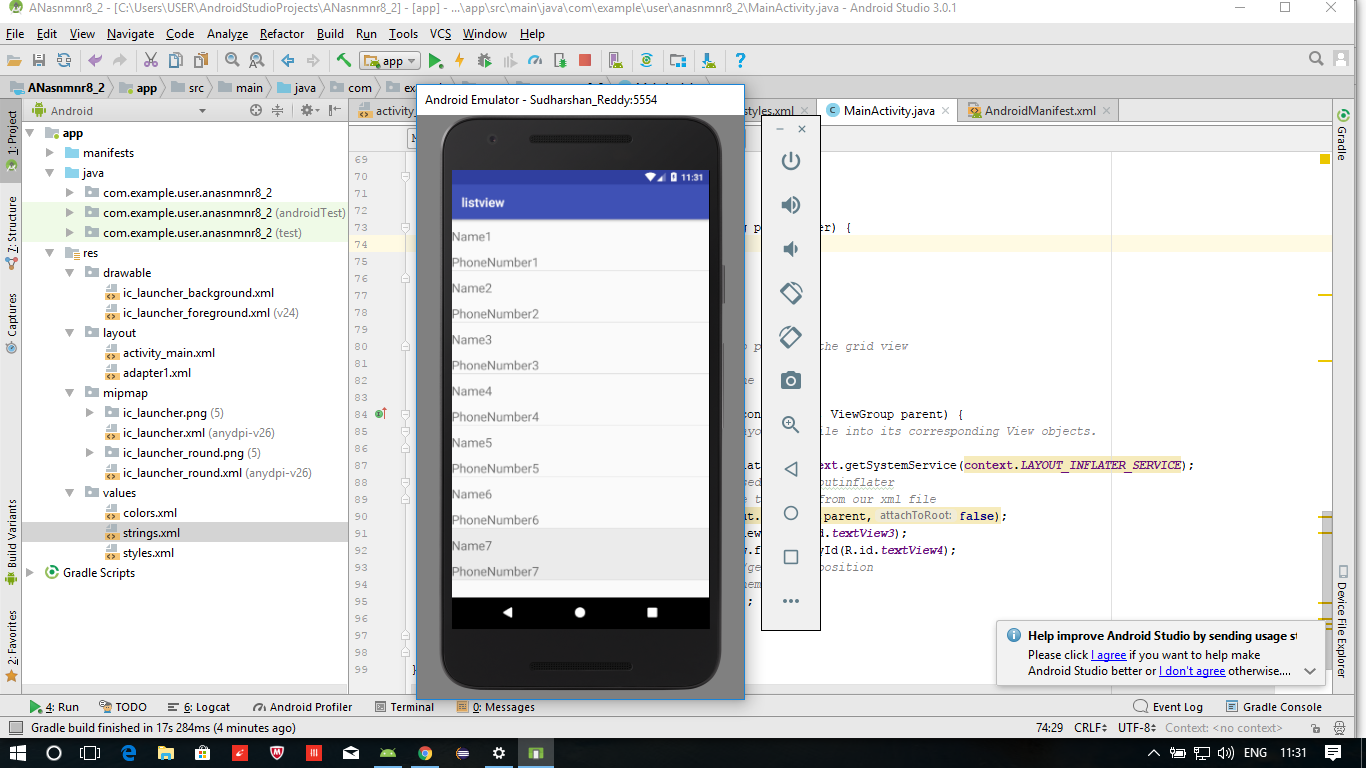 ANasnmnr8_2 - [C:\Users\USER\AndroidStudioProjects\ANasnmnr8_2] - [app] - ...\app\src\main\java\com\example\user\anasnmnr8_2\MainActivity.java - Android Studio 3.0.1
File Edit View Navigate Code Analyze Refactor Build Run Tools VCS Window Help
app
ANasnmnr8_2 app src main java com
Android
activity_ styles.xml MainActivity.java AndroidManifest.xml
1: Project
7: Structure
Captures
Build Variants
2: Favorites
app
manifests
java
com.example.user.anasnmnr8_2
com.example.user.anasnmnr8_2 (androidTest)
com.example.user.anasnmnr8_2 (test)
res
drawable
ic_launcher_background.xml
ic_launcher_foreground.xml (v24)
layout
activity_main.xml
adapter1.xml
mipmap
ic_launcher.png (5)
ic_launcher.xml (anydpi-v26)
ic_launcher_round.png (5)
ic_launcher_round.xml (anydpi-v26)
values
colors.xml
strings.xml
styles.xml
Gradle Scripts
Android Emulator - Sudharshan_Reddy:5554
11:31
listview
Name1
PhoneNumber1
Name2
PhoneNumber2
Name3
PhoneNumber3
Name4
PhoneNumber4
Name5
PhoneNumber5
Name6
PhoneNumber6
Name7
PhoneNumber7
69
70
71
72
73 er) {
74
75
76
77
78
79
80 the grid view
81
82
83
84 ViewGroup parent) {
85 ile into its corresponding View objects.
86
87 ext.getSystemService(context.LAYOUT_INFLATER_SERVICE);
88 outinflater
89 from our xml file
90 parent, attachToRoot: false);
91 d.textView3);
92 yId(R.id.textView4);
93 position
94
95
96
97
98
99 }
Gradle
Device File Explorer
Help improve Android Studio by sending usage st
Please click I agree if you want to help make
Android Studio better or I don't agree otherwise....
4: Run TODO 6: Logcat Android Profiler Terminal 0: Messages Event Log Gradle Console
Gradle build finished in 17s 284ms (4 minutes ago) 74:29 CRLF UTF-8 Context: <no context>
ENG 11:31